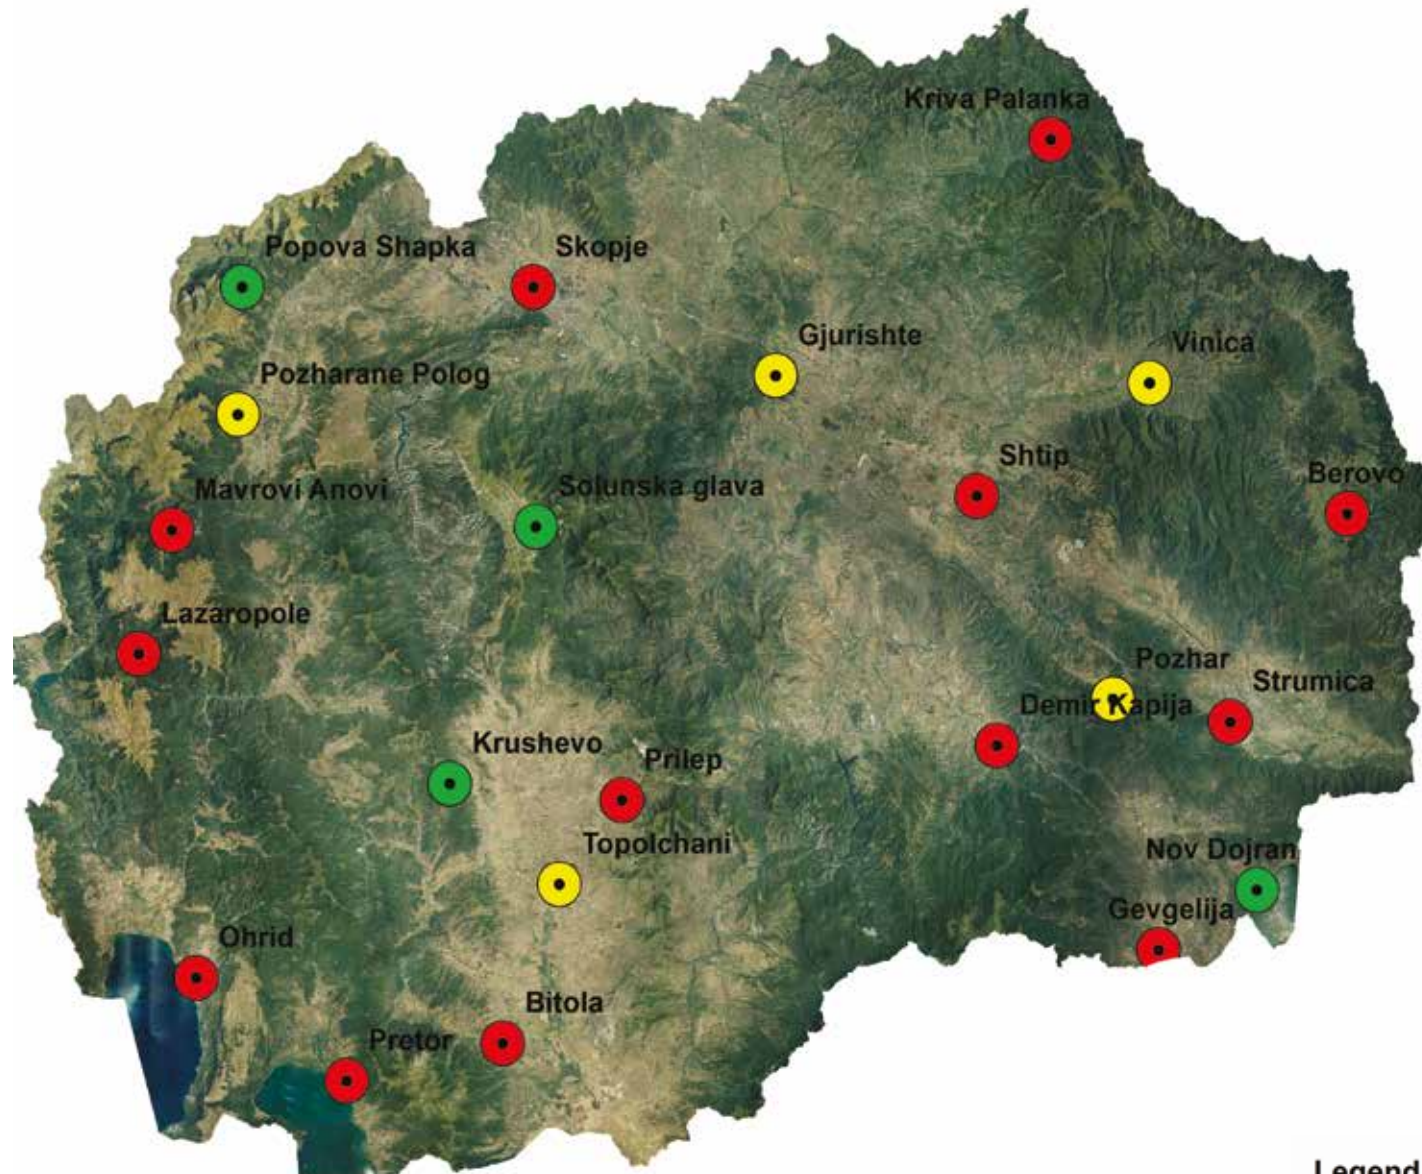 Kriva Palanka
Popova Shapka
Skopje
Gjurishte
Vinica
Pozharane Polog
Shtip
Berovo
Mavrovi Anovi
Solunska glava
Lazaropole
Pozhar
Strumica
Demir Kapija
Krushevo
Prilep
Topolchani
Nov Dojran
Gevgelija
Ohrid
Bitola
Pretor
Legend